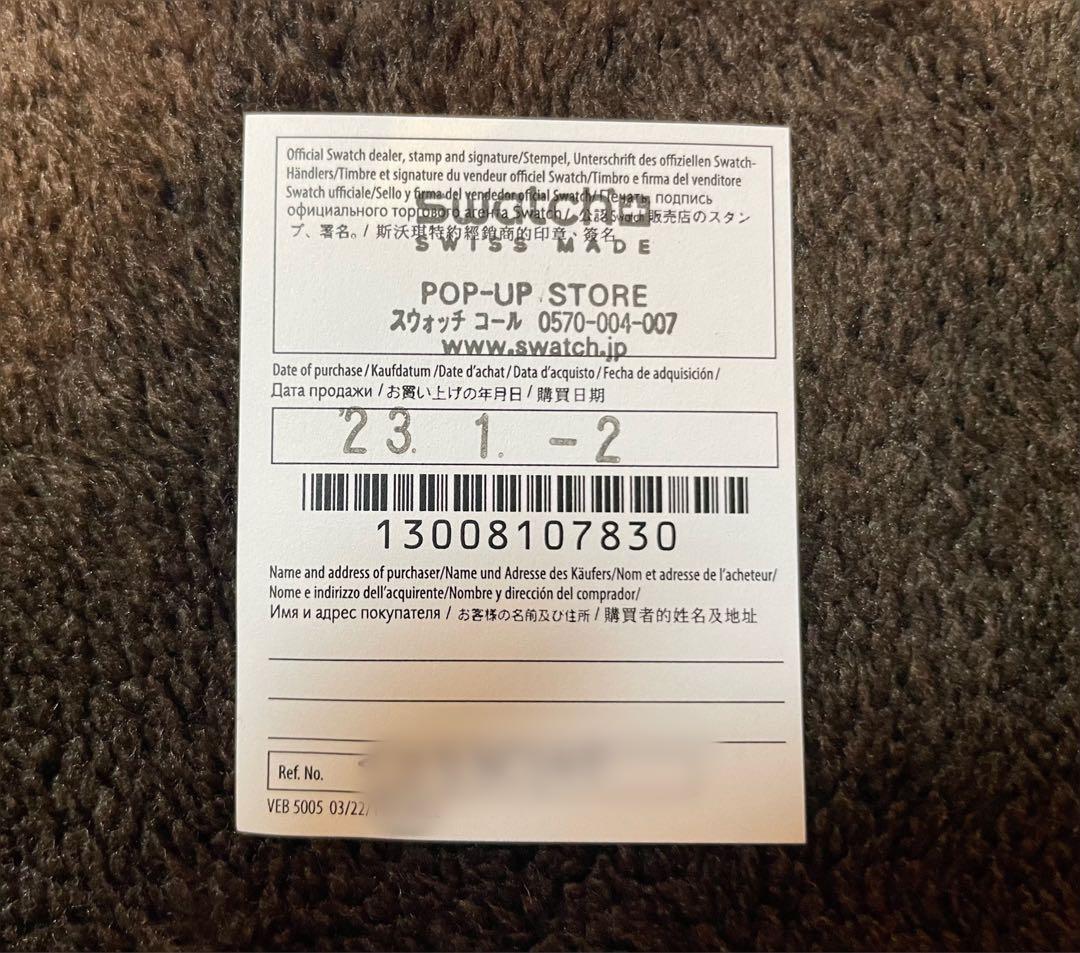 Official Swatch dealer, stamp and signature/Stempel, Unterschrift des offiziellen Swatch-
Händlers/Timbre et signature du vendeur officiel Swatch/Timbro e firma del venditore
Swatch ufficiale/Sello y firma del vendedor oficial Swatch/ Печать, подпись
официального торгового агента Swatch/ 公認Swatch販売店のスタン
プ、署名。/ 斯沃琪特約經銷商的印章、簽名
swatch
SWISS MADE
POP-UP STORE
スウォッチ コール 0570-004-007
www.swatch.jp
Date of purchase/Kaufdatum/Date d'achat/Data d'acquisto/Fecha de adquisición/
Дата продажи / お買い上げの年月日 / 購買日期
'23. 1. -2
13008107830
Name and address of purchaser/Name und Adresse des Käufers/Nom et adresse de l'acheteur/
Nome e indirizzo dell'acquirente/Nombre y dirección del comprador/
Имя и адрес покупателя / お客様の名前及び住所 / 購買者的姓名及地址
Ref. No.
VEB 5005 03/22/